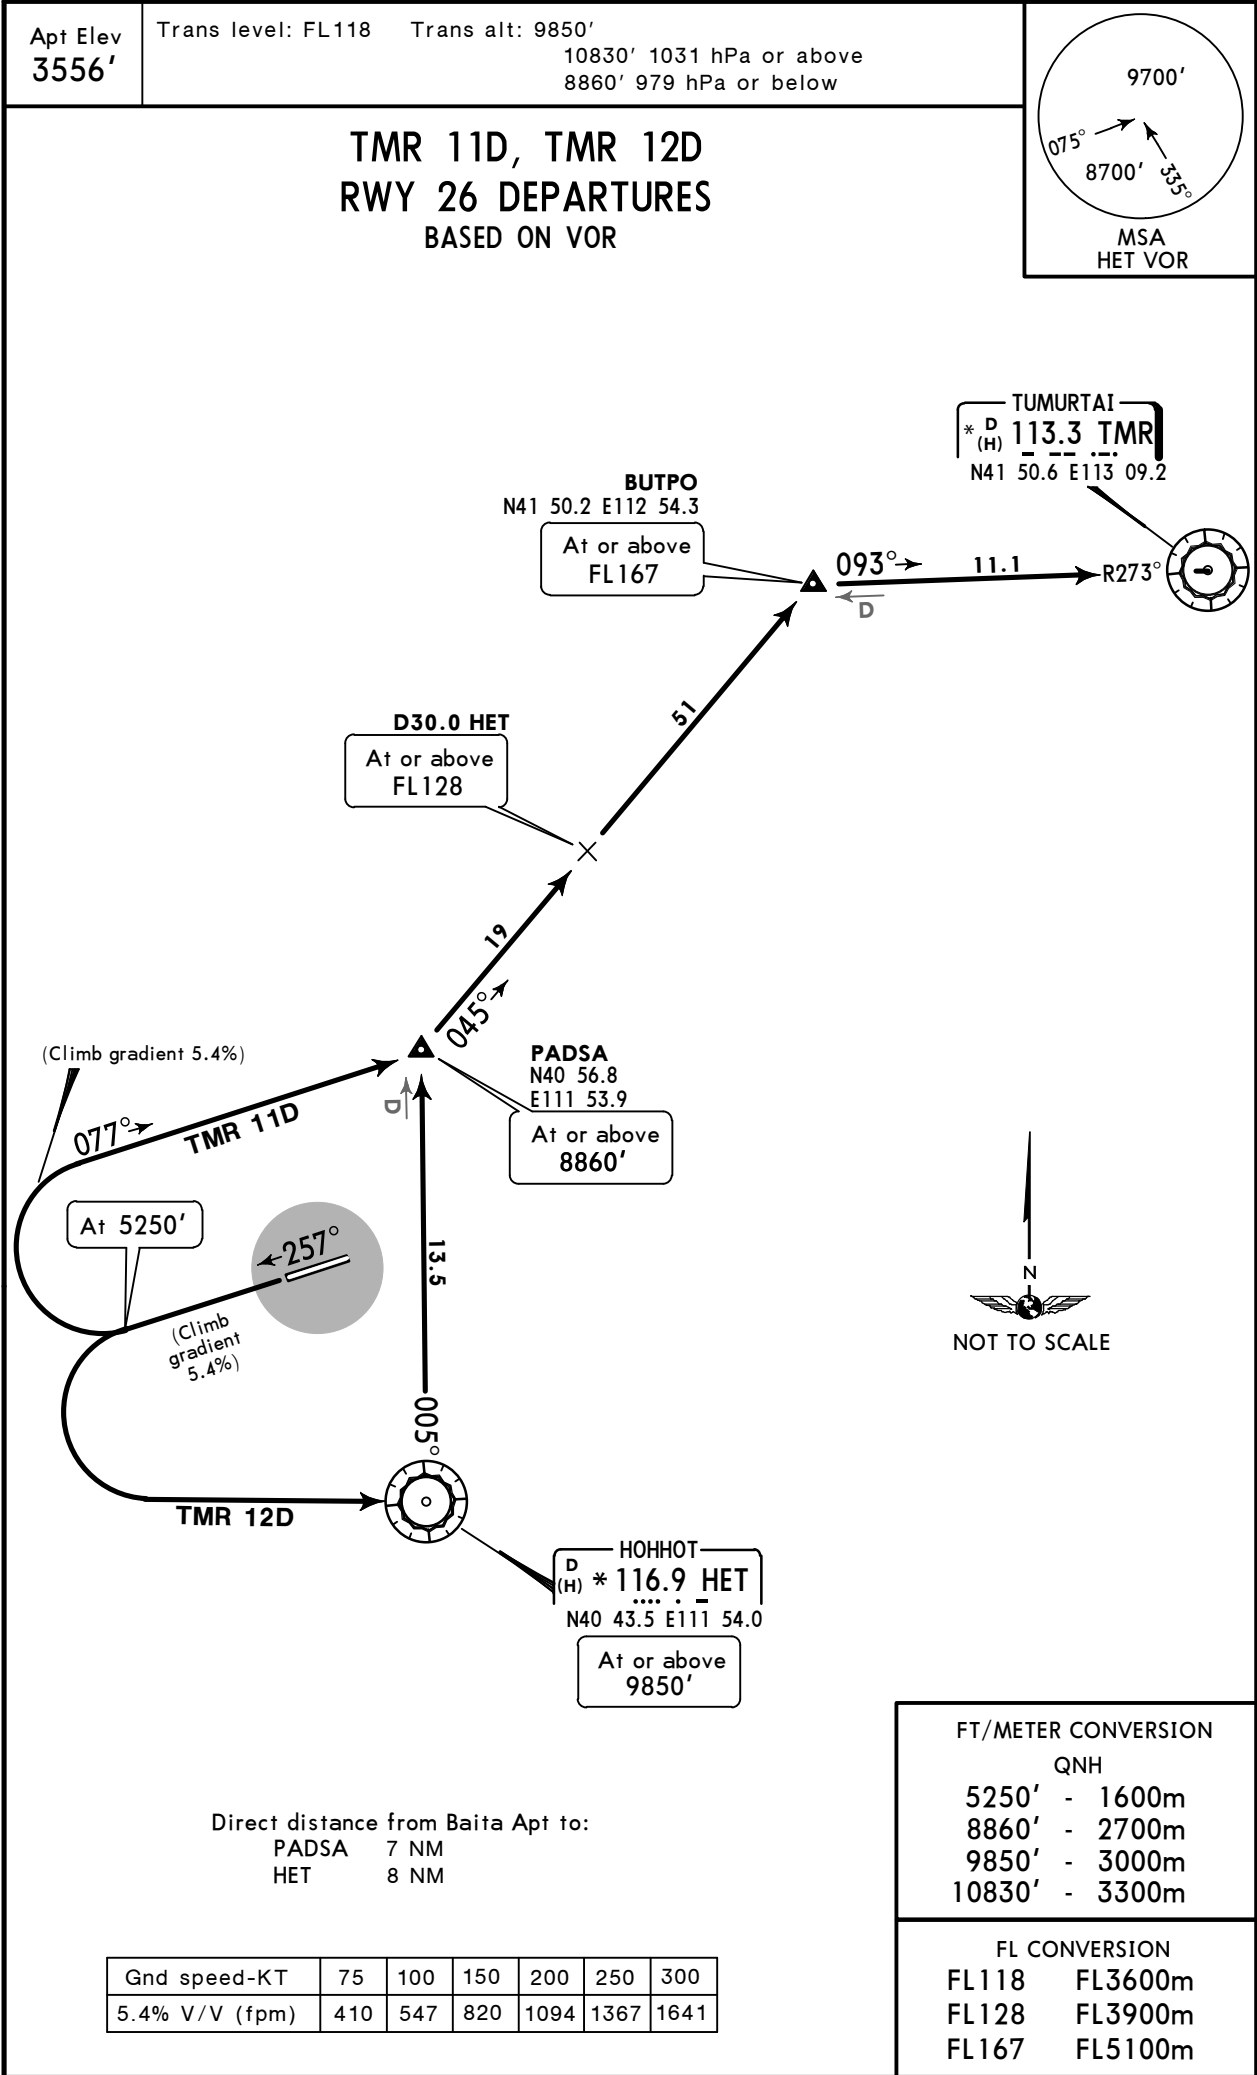 Apt Elev
3556'
Trans level: FL118 Trans alt: 9850'
10830' 1031 hPa or above
8860' 979 hPa or below
9700'
075°
8700'
335°
MSA
HET VOR
TMR 11D, TMR 12D
RWY 26 DEPARTURES
BASED ON VOR
TUMURTAI
* D (H) 113.3 TMR
N41 50.6 E113 09.2
BUTPO
N41 50.2 E112 54.3
At or above
FL167
093°
11.1
R273°
D
51
D30.0 HET
At or above
FL128
19
045°
(Climb gradient 5.4%)
PADSA
N40 56.8
E111 53.9
At or above
8860'
D
077°
TMR 11D
At 5250'
257°
13.5
(Climb
gradient
5.4%)
N
NOT TO SCALE
005°
TMR 12D
HOHHOT
D (H) * 116.9 HET
N40 43.5 E111 54.0
At or above
9850'
FT/METER CONVERSION
QNH
5250' - 1600m
8860' - 2700m
9850' - 3000m
10830' - 3300m
Direct distance from Baita Apt to:
PADSA 7 NM
HET 8 NM
FL CONVERSION
FL118 FL3600m
FL128 FL3900m
FL167 FL5100m
Gnd speed-KT 75 100 150 200 250 300
5.4% V/V (fpm) 410 547 820 1094 1367 1641